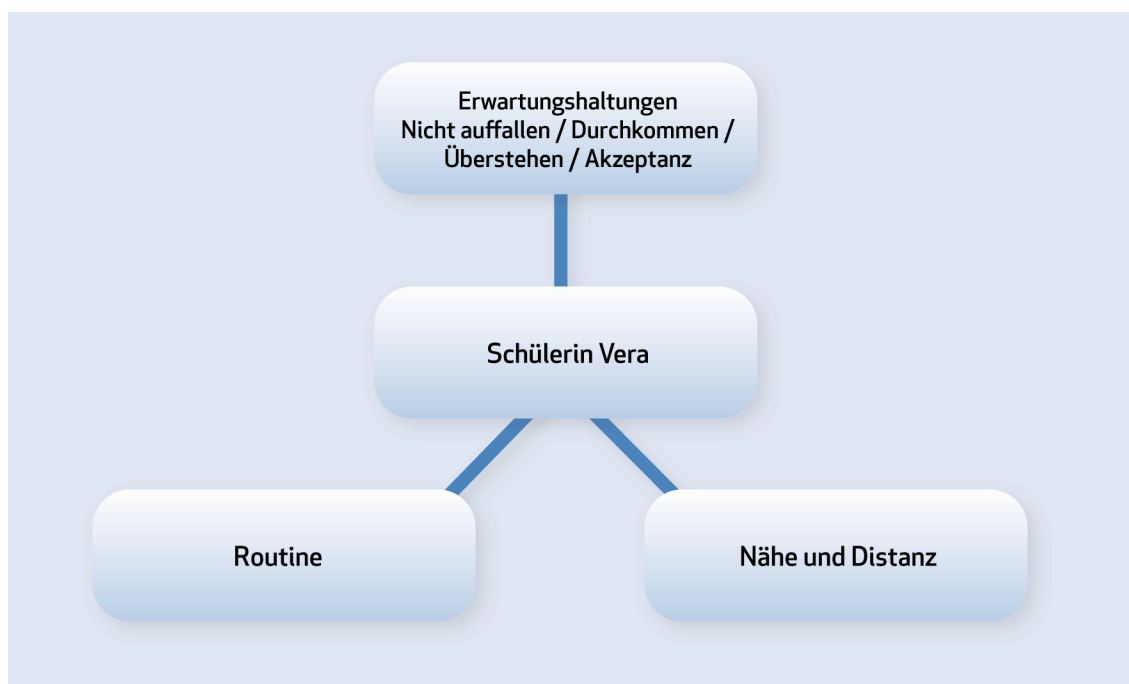 Erwartungshaltungen
Nicht auffallen / Durchkommen /
Überstehen / Akzeptanz
Schülerin Vera
Routine
Nähe und Distanz